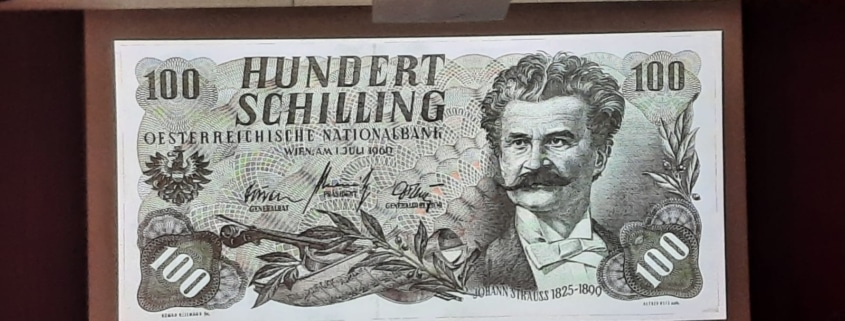 100
HUNDERT
100
SCHILLING
OESTERREICHISCHE NATIONALBANK
WIEN, AM 1. JULI 1960
GENERALRAT
PRÄSIDENT
GENERALDIREKTOR
100
100
JOHANN STRAUSS 1825-1899